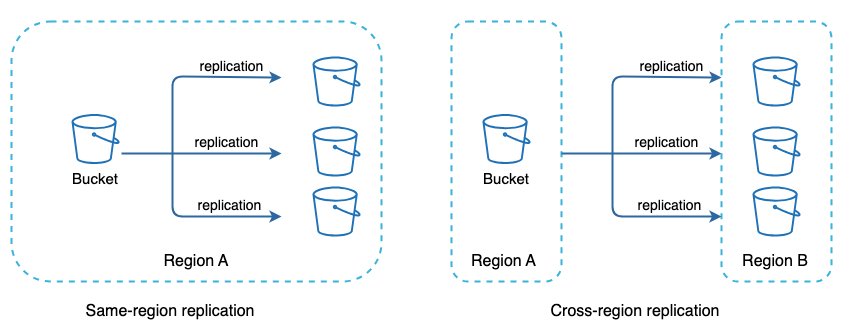 replication
replication
Bucket
replication
Region A
Same-region replication
replication
replication
Bucket
replication
Region A
Region B
Cross-region replication